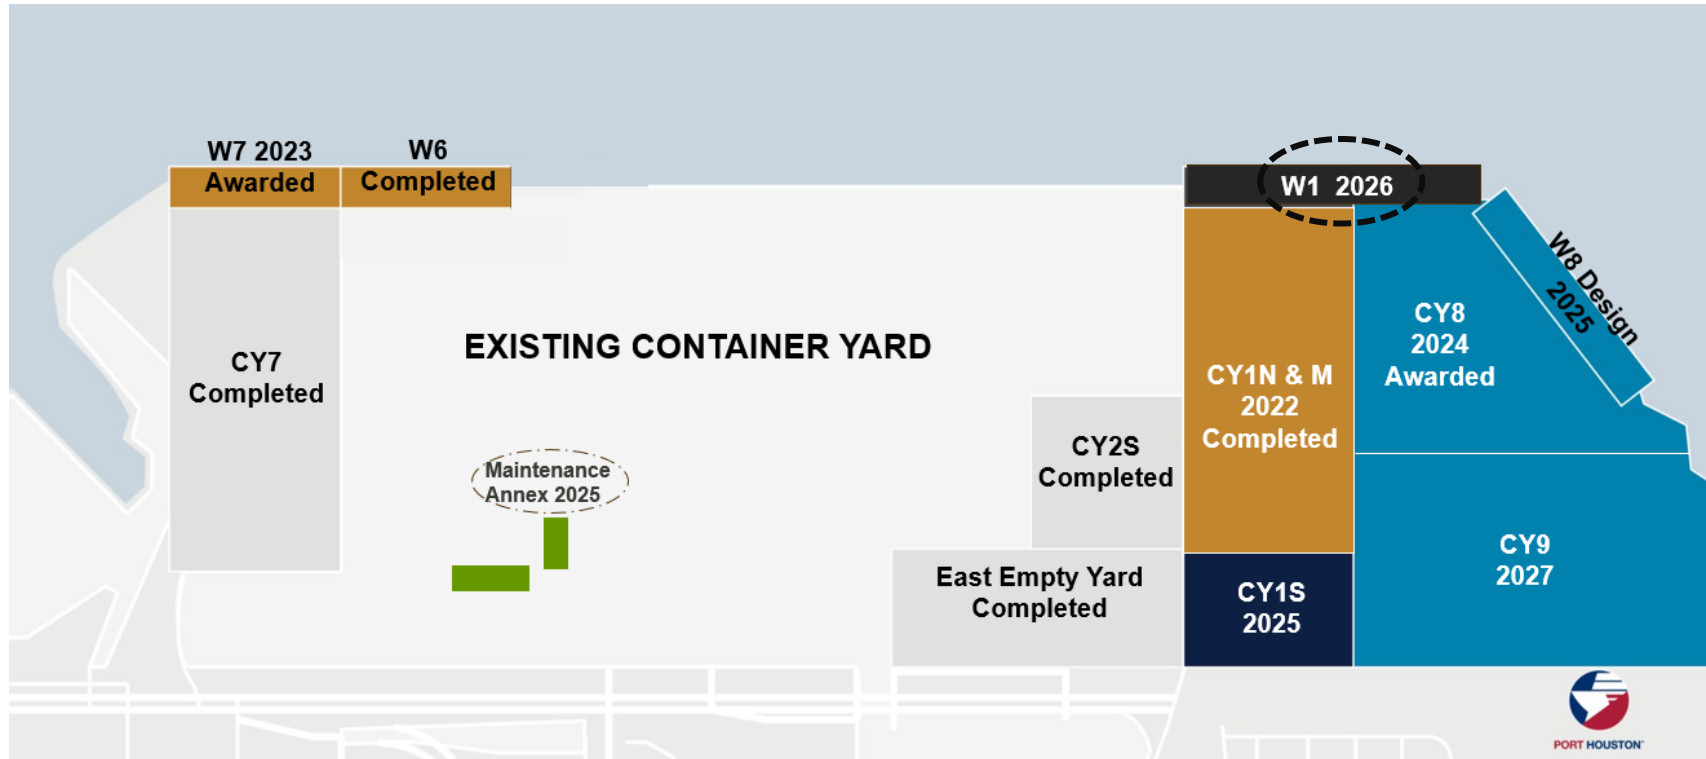 W7 2023
Awarded
W6
Completed
W1 2026
W8 Design
2025
CY8
2024
Awarded
EXISTING CONTAINER YARD
CY7
Completed
CY1N & M
2022
Completed
CY2S
Completed
Maintenance
Annex 2025
CY9
2027
East Empty Yard
Completed
CY1S
2025
PORT HOUSTON™